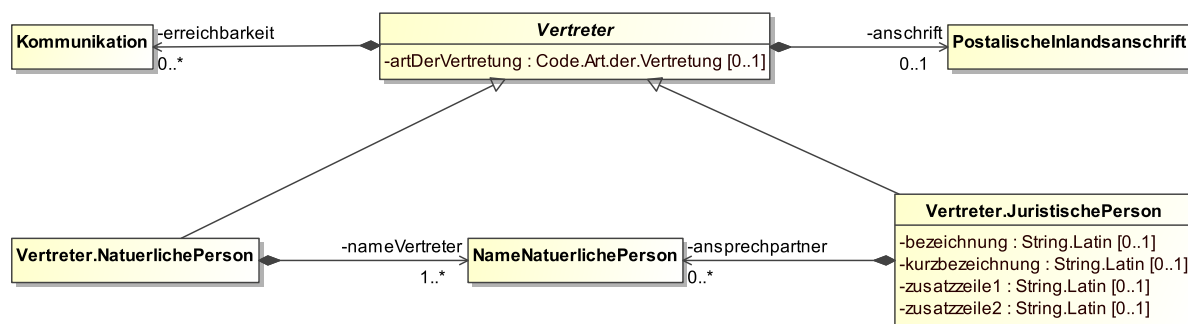 Vertreter
-artDerVertretung : Code.Art.der.Vertretung [0..1]
Kommunikation
-erreichbarkeit
0..*
-anschrift
0..1
PostalischeInlandsanschrift
Vertreter.NatuerlichePerson
-nameVertreter
1..*
NameNatuerlichePerson
-ansprechpartner
0..*
Vertreter.JuristischePerson
-bezeichnung : String.Latin [0..1]
-kurzbezeichnung : String.Latin [0..1]
-zusatzzeile1 : String.Latin [0..1]
-zusatzzeile2 : String.Latin [0..1]